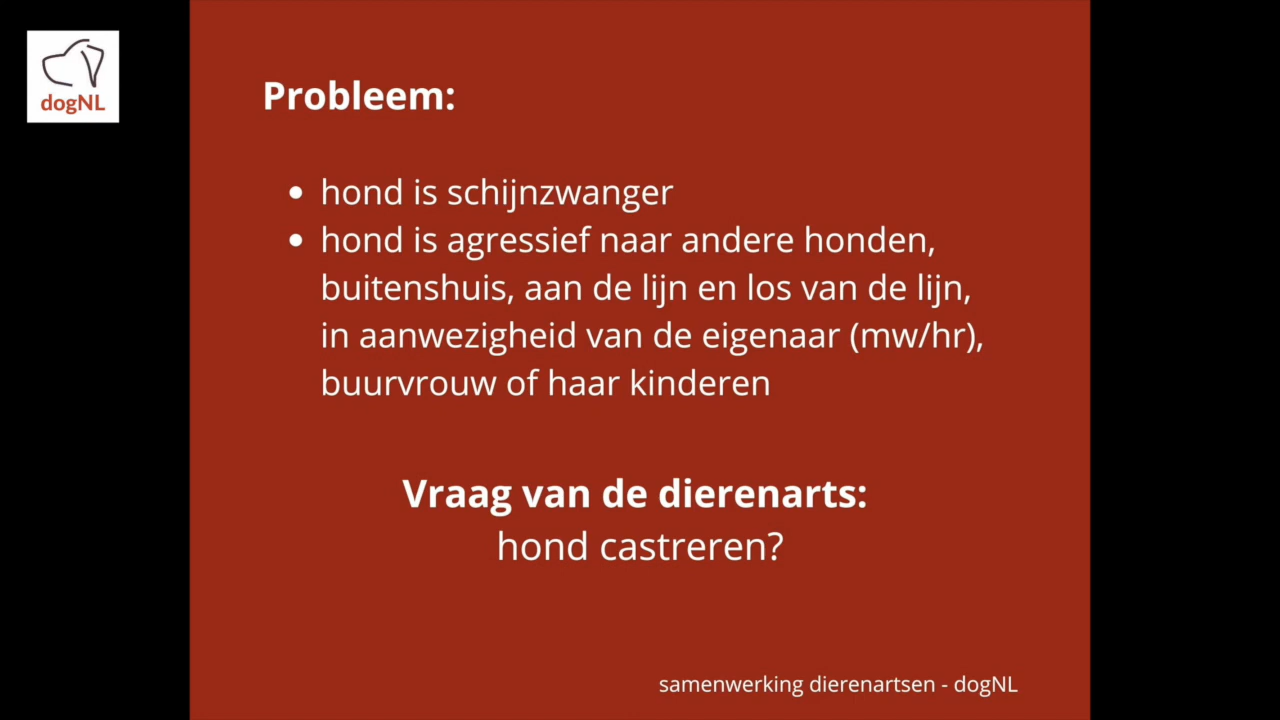 dogNL
Probleem:
• hond is schijnzwanger
• hond is agressief naar andere honden,
buitenshuis, aan de lijn en los van de lijn,
in aanwezigheid van de eigenaar (mw/hr),
buurvrouw of haar kinderen
Vraag van de dierenarts:
hond castreren?
samenwerking dierenartsen - dogNL